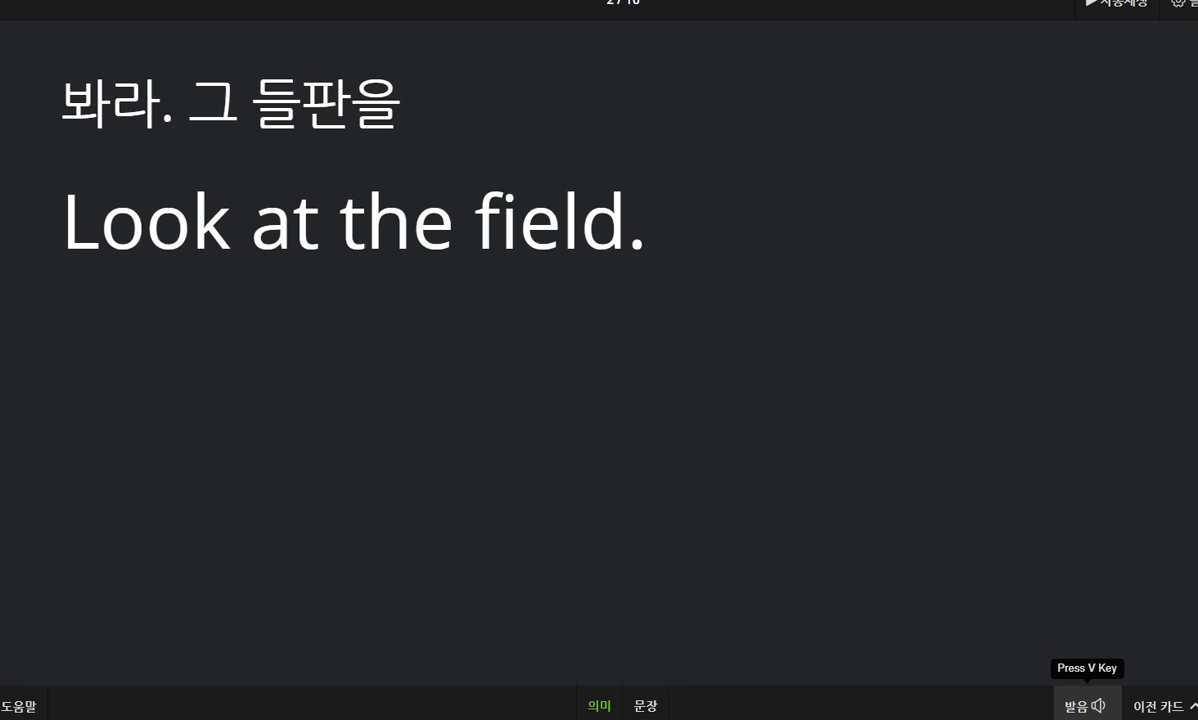 봐라. 그 들판을
Look at the field.
Press V Key
도움말
의미
문장
발음
이전 카드